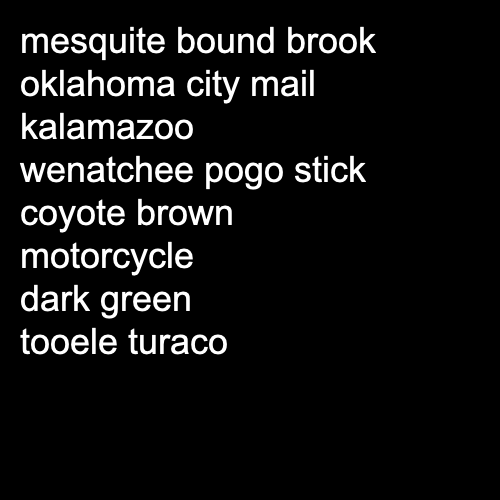 mesquite bound brook
oklahoma city mail
kalamazoo
wenatchee pogo stick
coyote brown
motorcycle
dark green
tooele turaco